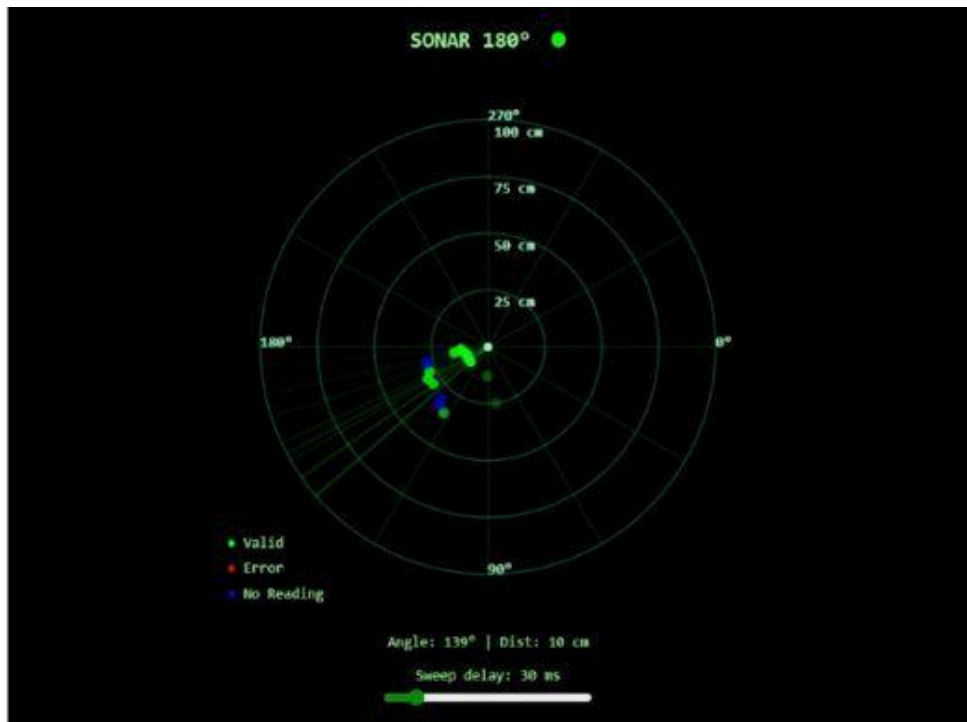 SONAR 180°
270°
100 cm
75 cm
50 cm
25 cm
180°
0°
90°
Valid
Error
No Reading
Angle: 139° | Dist: 10 cm
Sweep delay: 30 ms